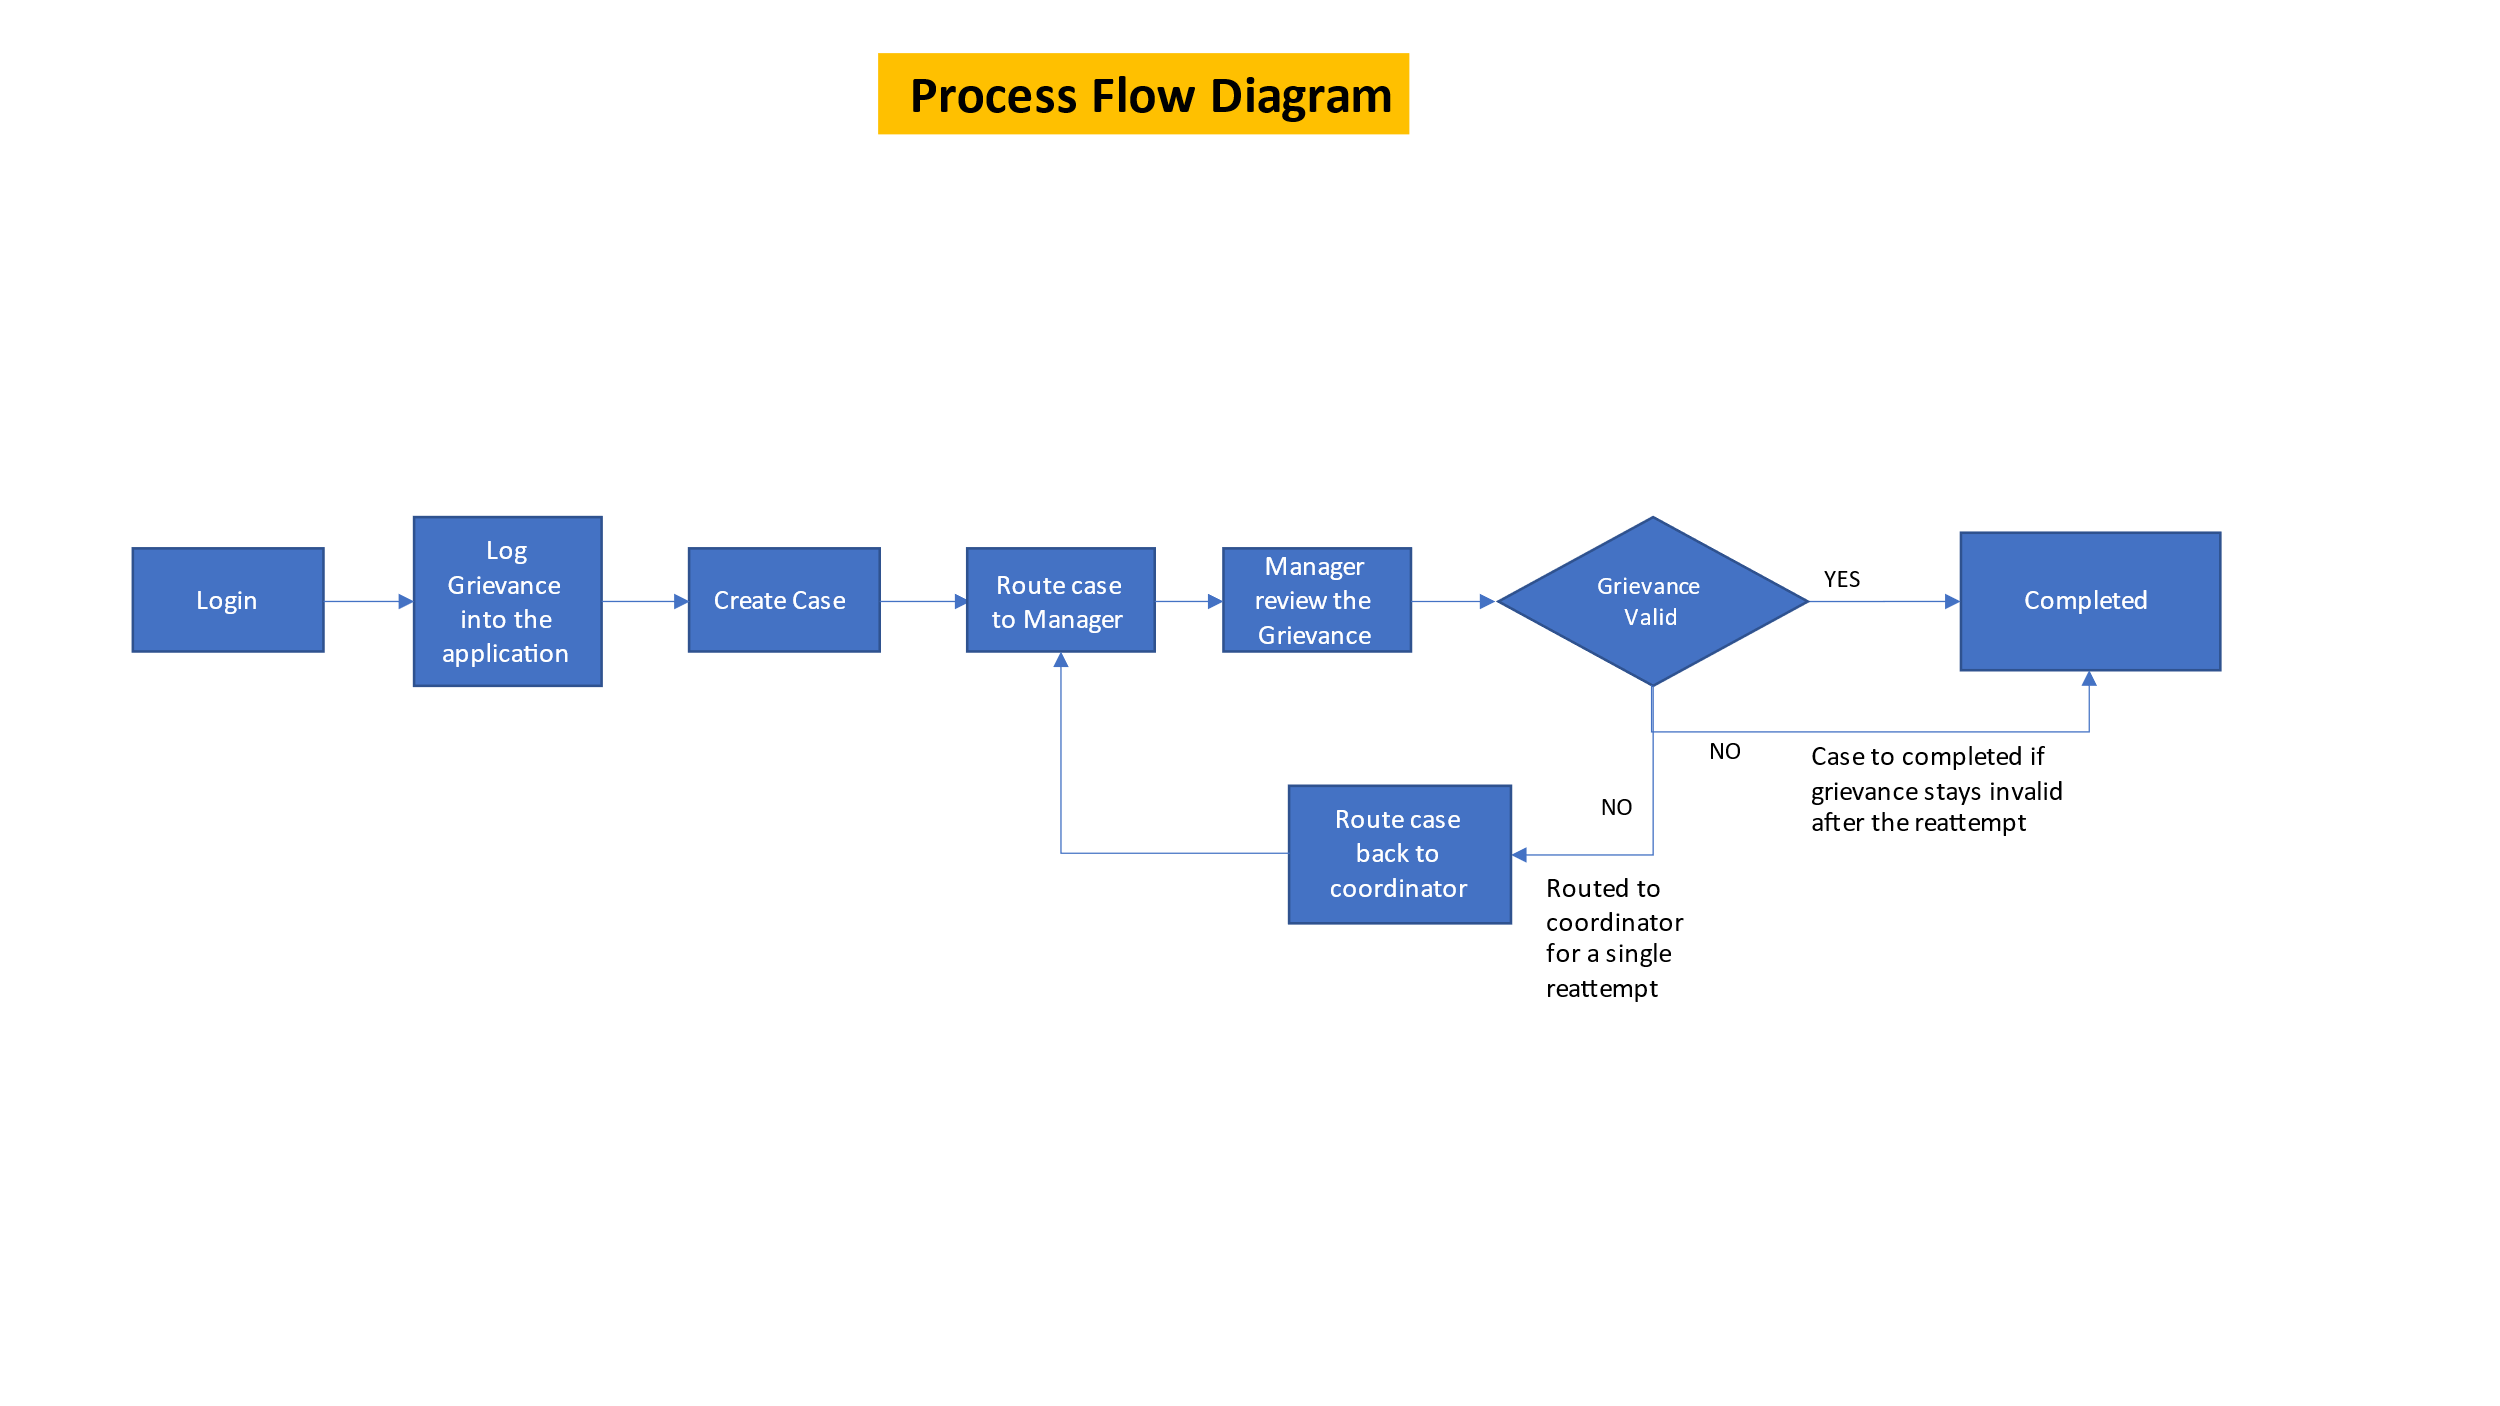 Process Flow Diagram
Login
Log
Grievance
into the
application
Create Case
Route case
to Manager
Manager
review the
Grievance
Grievance
Valid
YES
Completed
NO
Case to completed if
grievance stays invalid
after the reattempt
NO
Route case
back to
coordinator
Routed to
coordinator
for a single
reattempt